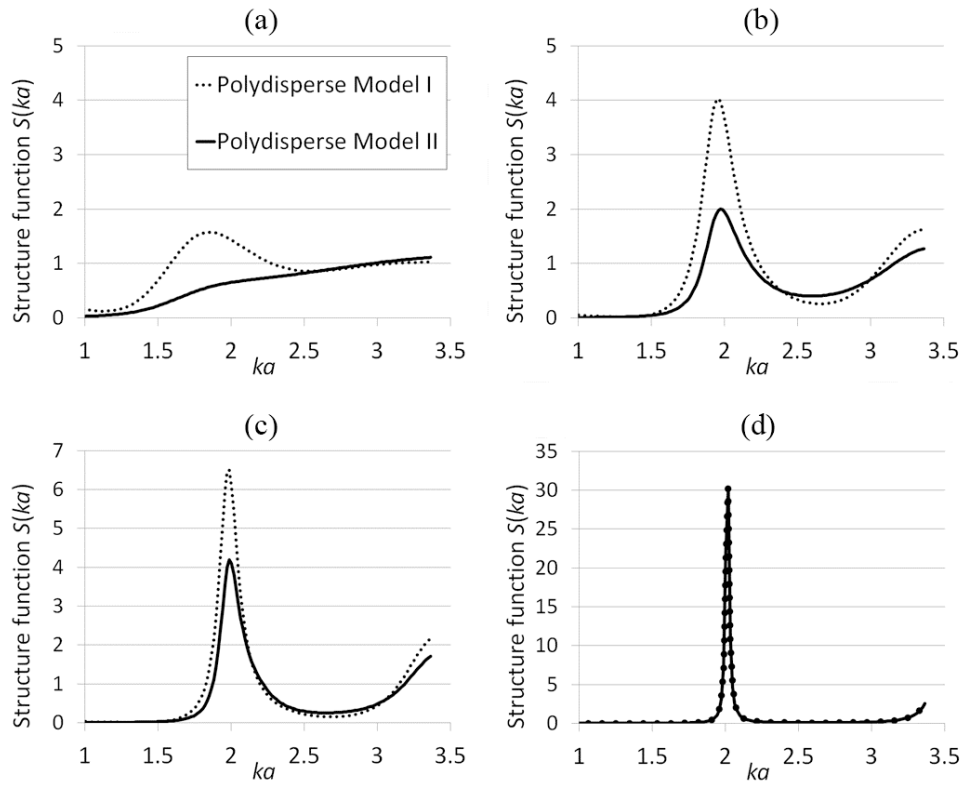 (a)
Structure function S(ka)
5
4
3
2
1
0
Polydisperse Model I
Polydisperse Model II
1 1.5 2 2.5 3 3.5
ka
(b)
Structure function S(ka)
5
4
3
2
1
0
1 1.5 2 2.5 3 3.5
ka
(c)
Structure function S(ka)
7
6
5
4
3
2
1
0
1 1.5 2 2.5 3 3.5
ka
(d)
Structure function S(ka)
35
30
25
20
15
10
5
0
1 1.5 2 2.5 3 3.5
ka